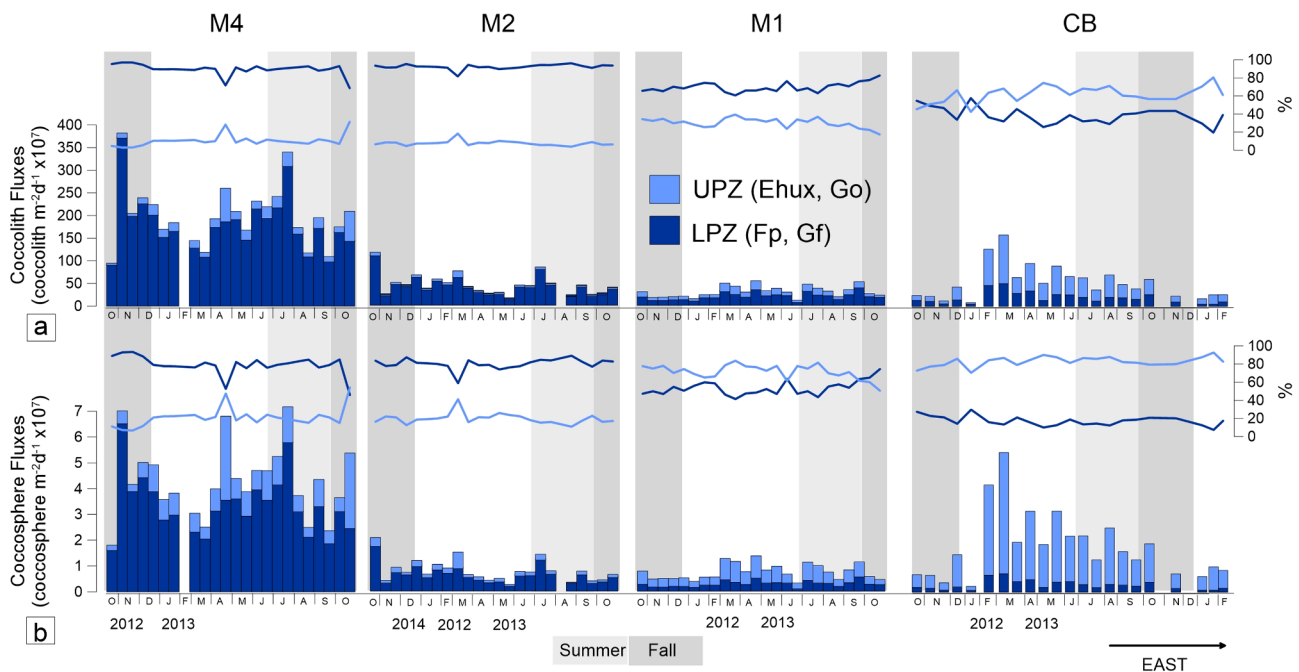 M4 M2 M1 CB
a
Coccolith Fluxes
(coccolith m⁻²d⁻¹ x10⁷)
400
350
300
250
200
150
100
50
0
100
80
60
40
20
0
%
UPZ (Ehux, Go)
LPZ (Fp, Gf)
O N D J F M A M J J A S O
O N D J F M A M J J A S O
O N D J F M A M J J A S O
O N D J F M A M J J A S O N D J F
b
Coccosphere Fluxes
(coccosphere m⁻²d⁻¹ x10⁷)
7
6
5
4
3
2
1
0
100
80
60
40
20
0
%
O N D J F M A M J J A S O
O N D J F M A M J J A S O
O N D J F M A M J J A S O
O N D J F M A M J J A S O N D J F
2012 2013 2014 2012 2013 2012 2013 2012 2013
Summer Fall
EAST